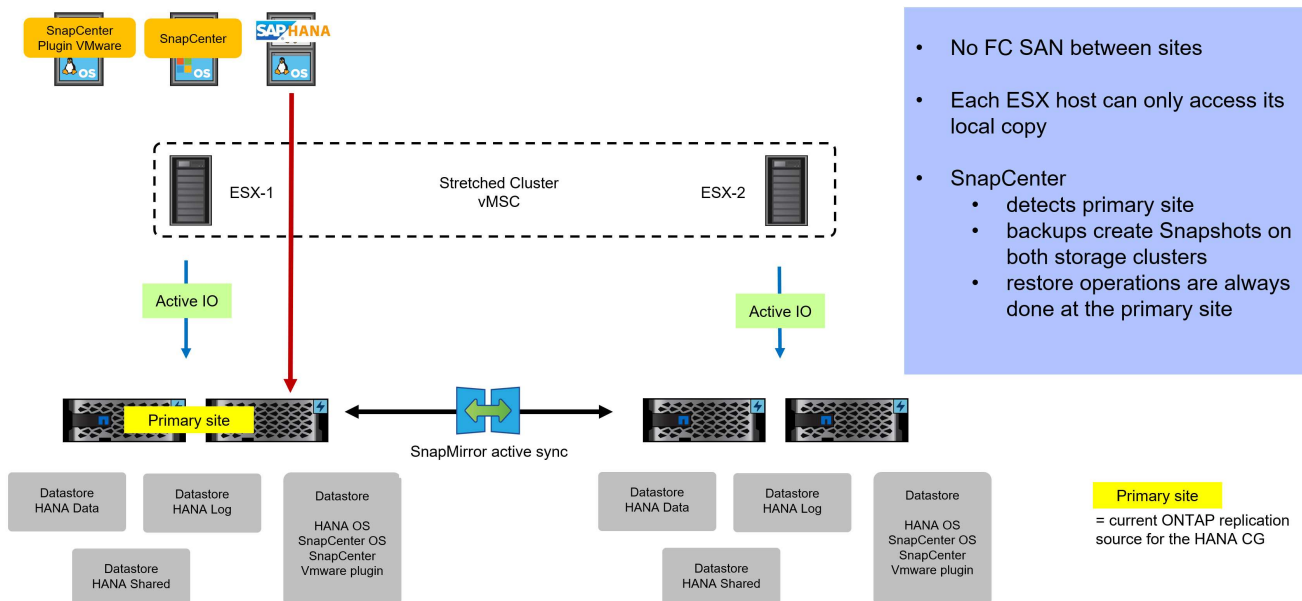 SnapCenter
Plugin VMware
OS
SnapCenter
OS
SAP HANA
OS
ESX-1
Stretched Cluster
vMSC
ESX-2
Active IO
Active IO
Primary site
SnapMirror active sync
Datastore
HANA Data
Datastore
HANA Log
Datastore
HANA OS
SnapCenter OS
SnapCenter
Vmware plugin
Datastore
HANA Shared
Datastore
HANA Data
Datastore
HANA Log
Datastore
HANA OS
SnapCenter OS
SnapCenter
Vmware plugin
Datastore
HANA Shared
• No FC SAN between sites
• Each ESX host can only access its
local copy
• SnapCenter
• detects primary site
• backups create Snapshots on
both storage clusters
• restore operations are always
done at the primary site
Primary site
= current ONTAP replication
source for the HANA CG